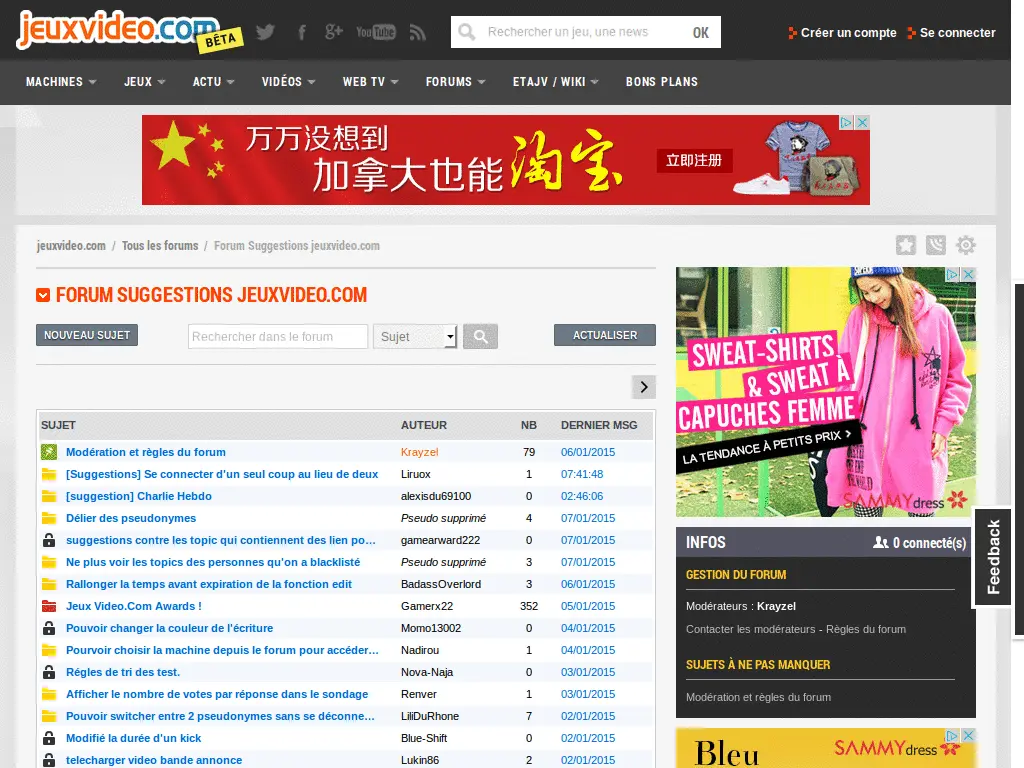 jeuxvideo.com
BÊTA
You Tube
Rechercher un jeu, une news
OK
Créer un compte
Se connecter
MACHINES JEUX ACTU VIDÉOS WEB TV FORUMS ETAJV / WIKI BONS PLANS
万万没想到
加拿大也能
淘宝
立即注册
jeuxvideo.com / Tous les forums / Forum Suggestions jeuxvideo.com
FORUM SUGGESTIONS JEUXVIDEO.COM
NOUVEAU SUJET
Rechercher dans le forum
Sujet
ACTUALISER
SUJET AUTEUR NB DERNIER MSG
Modération et règles du forum Krayzel 79 06/01/2015
[Suggestions] Se connecter d'un seul coup au lieu de deux Liruox 1 07:41:48
[suggestion] Charlie Hebdo alexisdu69100 0 02:46:06
Délier des pseudonymes Pseudo supprimé 4 07/01/2015
suggestions contre les topic qui contiennent des lien po... gamearward222 0 07/01/2015
Ne plus voir les topics des personnes qu'on a blacklisté Pseudo supprimé 3 07/01/2015
Rallonger la temps avant expiration de la fonction edit BadassOverlord 3 06/01/2015
Jeux Video.Com Awards ! Gamerx22 352 05/01/2015
Pouvoir changer la couleur de l'écriture Momo13002 0 04/01/2015
Pourvoir choisir la machine depuis le forum pour accéder... Nadirou 1 04/01/2015
Régles de tri des test. Nova-Naja 0 03/01/2015
Afficher le nombre de votes par réponse dans le sondage Renver 1 03/01/2015
Pouvoir switcher entre 2 pseudonymes sans se déconne... LiliDuRhone 7 02/01/2015
Modifié la durée d'un kick Blue-Shift 0 02/01/2015
telecharger video bande annonce Lukin86 2 02/01/2015
SWEAT-SHIRTS
& SWEAT À
CAPUCHES FEMME
LA TENDANCE À PETITS PRIX
SAMMYdress
INFOS
0 connecté(s)
GESTION DU FORUM
Modérateurs : Krayzel
Contacter les modérateurs - Règles du forum
SUJETS À NE PAS MANQUER
Modération et règles du forum
Bleu
SAMMYdress
Feedback